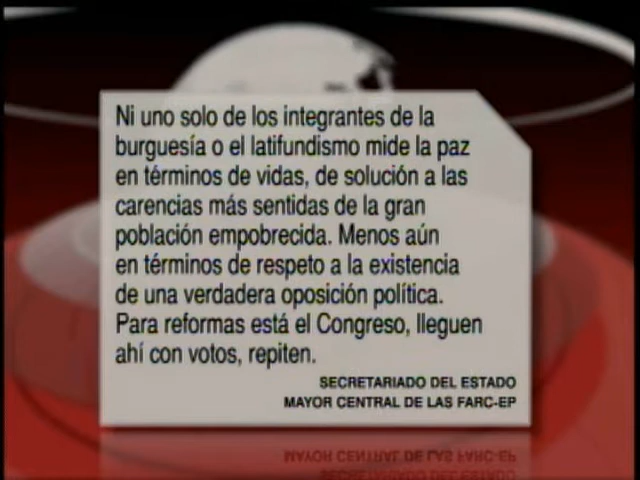 Ni uno solo de los integrantes de la
burguesía o el latifundismo mide la paz
en términos de vidas, de solución a las
carencias más sentidas de la gran
población empobrecida. Menos aún
en términos de respeto a la existencia
de una verdadera oposición política.
Para reformas está el Congreso, lleguen
ahí con votos, repiten.
SECRETARIADO DEL ESTADO
MAYOR CENTRAL DE LAS FARC-EP